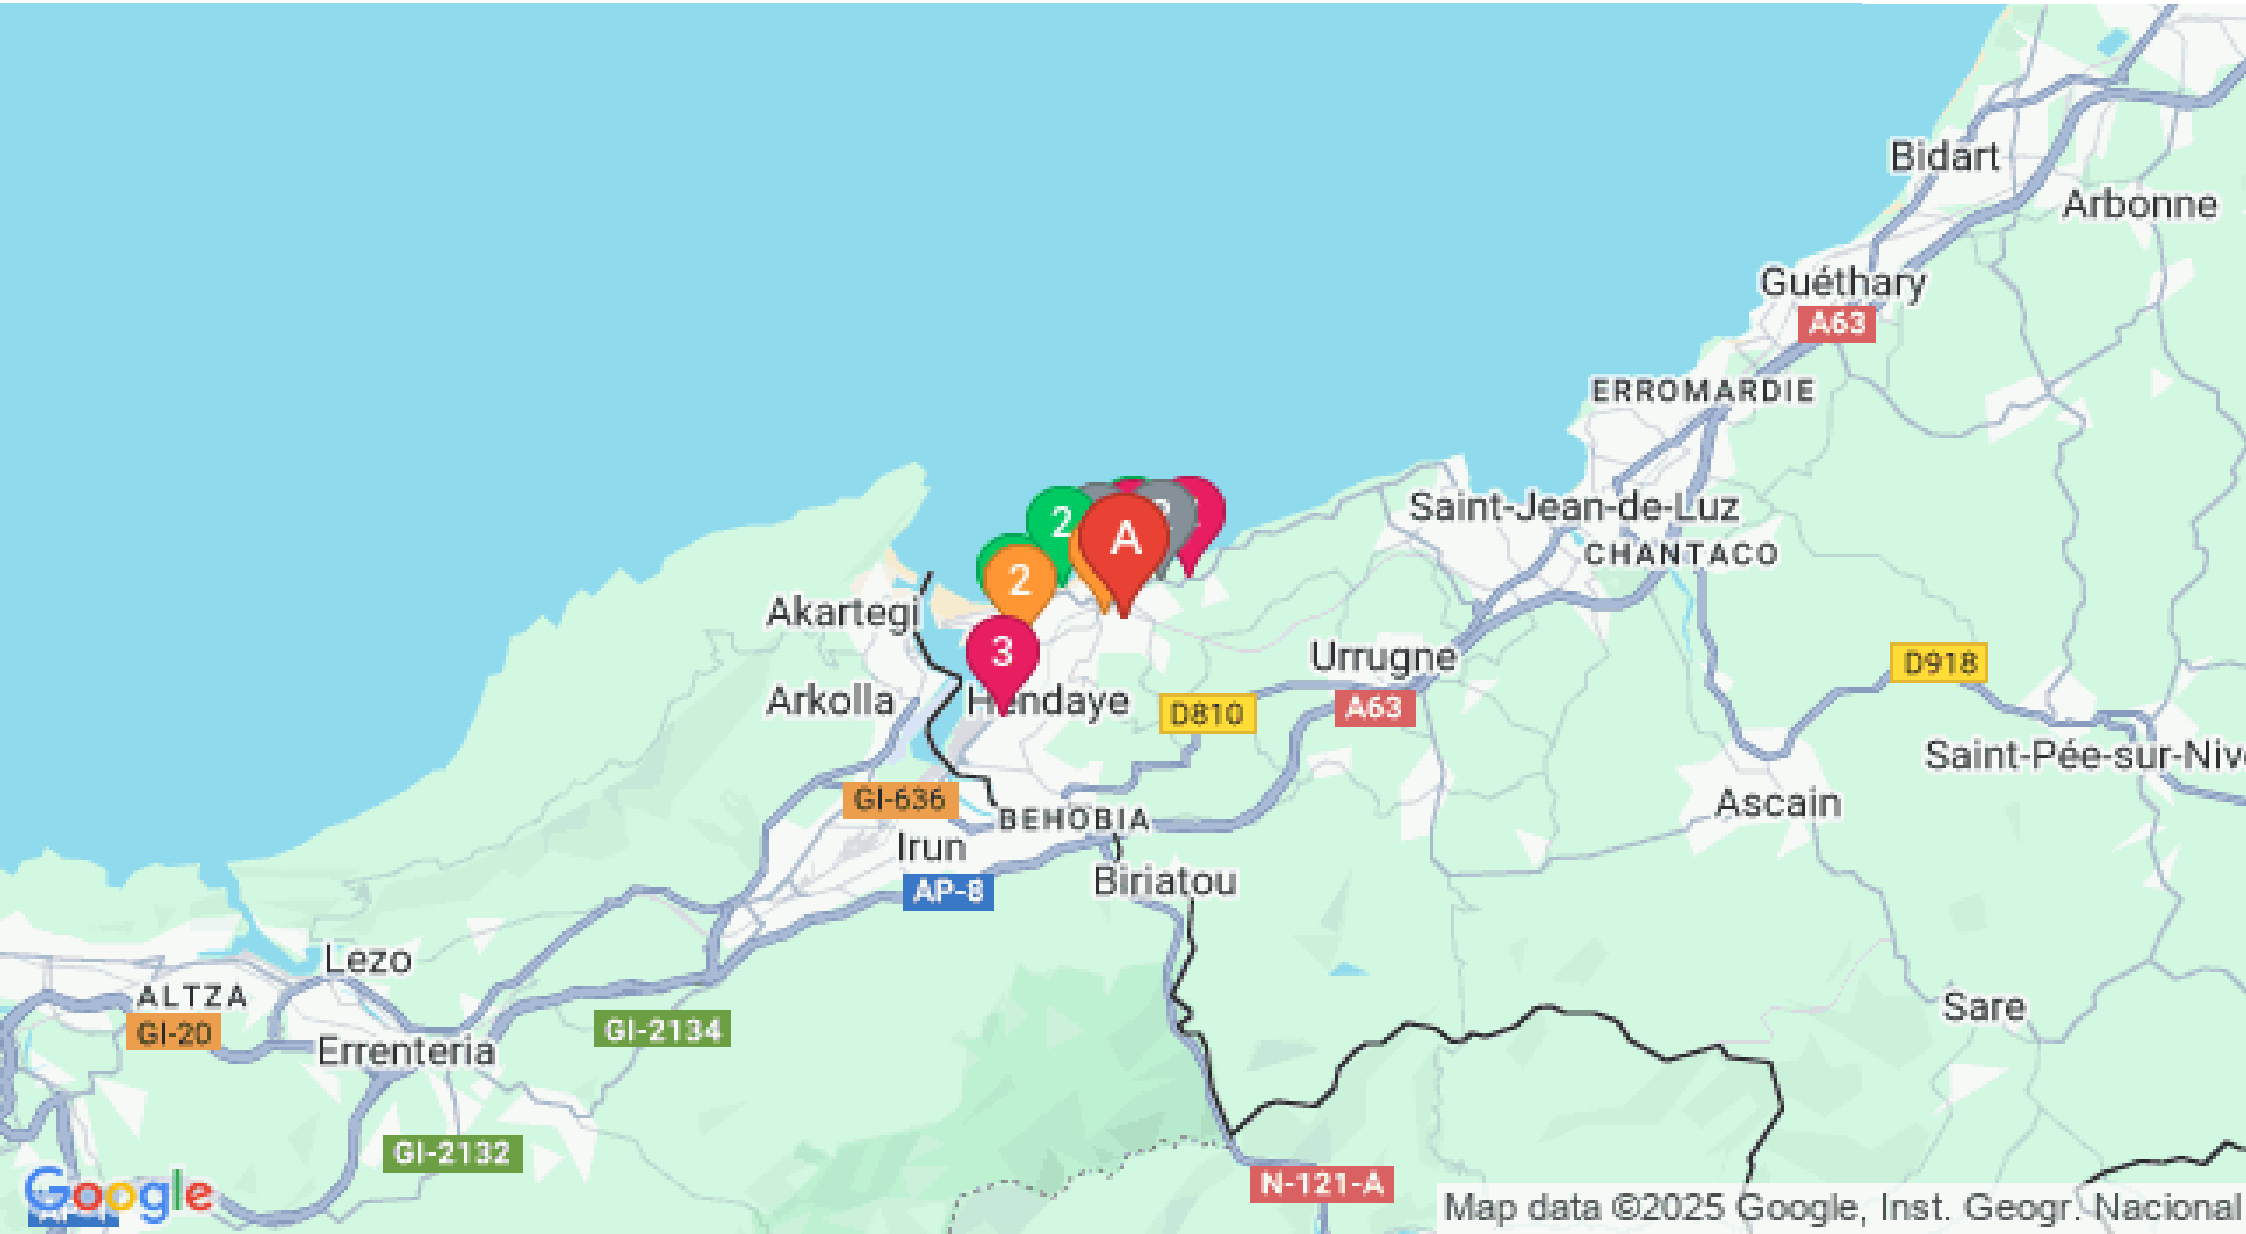 Bidart
Arbonne
Guéthary
A63
ERROMARDIE
Saint-Jean-de-Luz
CHANTACO
2
A
2
3
Akartegi
Arkolla
Hendaye
Urrugne
A63
D810
D918
Saint-Pée-sur-Niv
Ascain
GI-636
BEHOBIA
Irun
AP-8
Biriatou
Lezo
ALTZA
GI-20
Errenteria
GI-2134
Sare
GI-2132
N-121-A
Google
Map data ©2025 Google, Inst. Geogr. Nacional